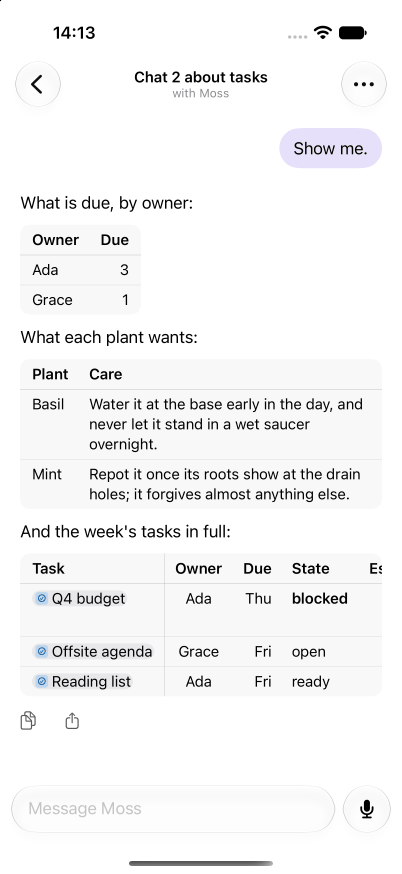 14:13
Chat 2 about tasks
with Moss
Show me.
What is due, by owner:
Owner Due
Ada 3
Grace 1
What each plant wants:
Plant Care
Basil Water it at the base early in the day, and
never let it stand in a wet saucer
overnight.
Mint Repot it once its roots show at the drain
holes; it forgives almost anything else.
And the week's tasks in full:
Task Owner Due State
Q4 budget Ada Thu blocked
Offsite agenda Grace Fri open
Reading list Ada Fri ready
Message Moss